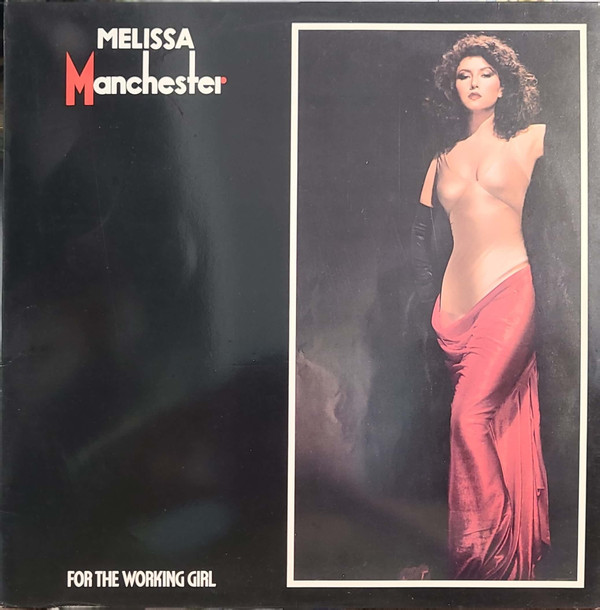 MELISSA
Manchester
FOR THE WORKING GIRL